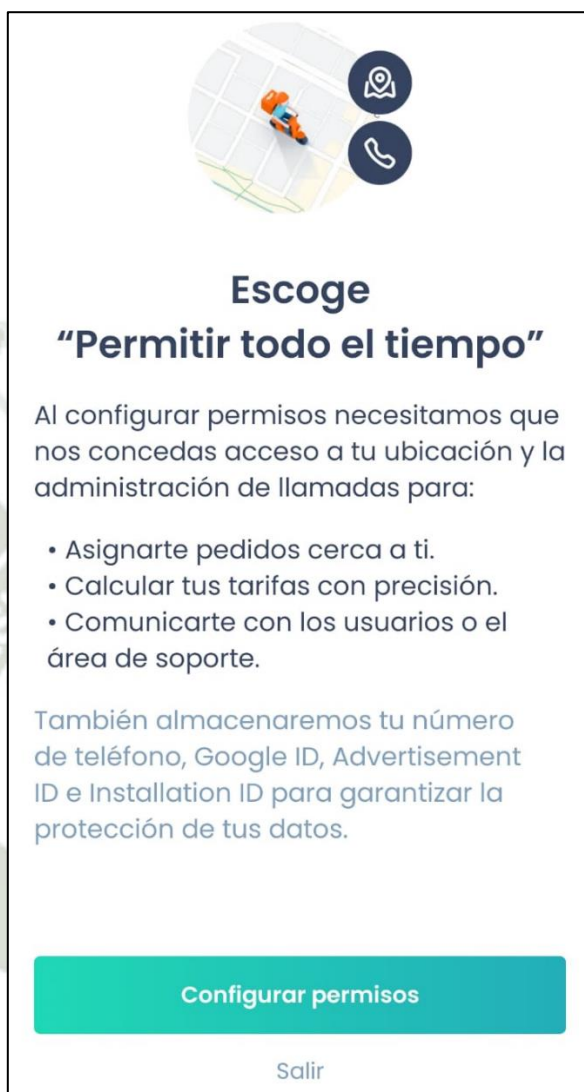 Escoge
“Permitir todo el tiempo”
Al configurar permisos necesitamos que
nos concedas acceso a tu ubicación y la
administración de llamadas para:
• Asignarte pedidos cerca a ti.
• Calcular tus tarifas con precisión.
• Comunicarte con los usuarios o el
área de soporte.
También almacenaremos tu número
de teléfono, Google ID, Advertisement
ID e Installation ID para garantizar la
protección de tus datos.
Configurar permisos
Salir